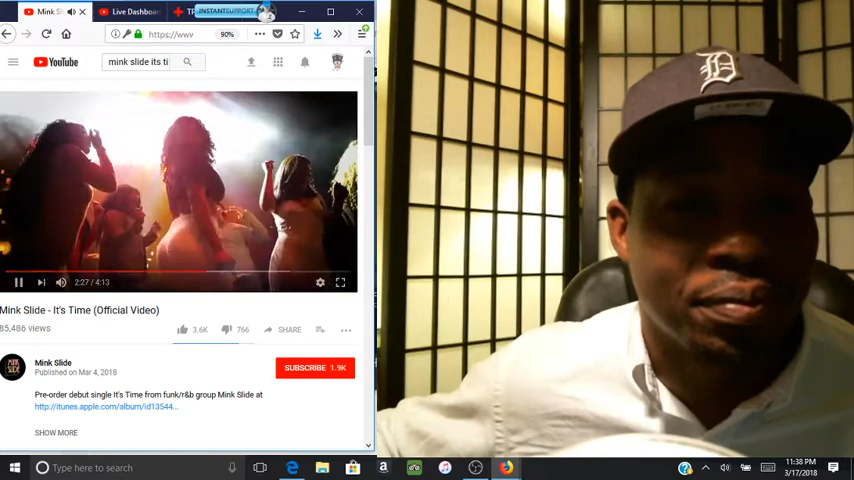 Mink S
Live Dashboa
TF
INSTANTSUPPORT
https://www
90%
YouTube
mink slide its ti
2:27 / 4:13
Mink Slide - It's Time (Official Video)
85,486 views
3.6K
766
SHARE
Mink Slide
Published on Mar 4, 2018
SUBSCRIBE 1.9K
Pre-order debut single It's Time from funk/r&b group Mink Slide at
http://itunes.apple.com/album/id13544...
SHOW MORE
Type here to search
11:38 PM
3/17/2018
D